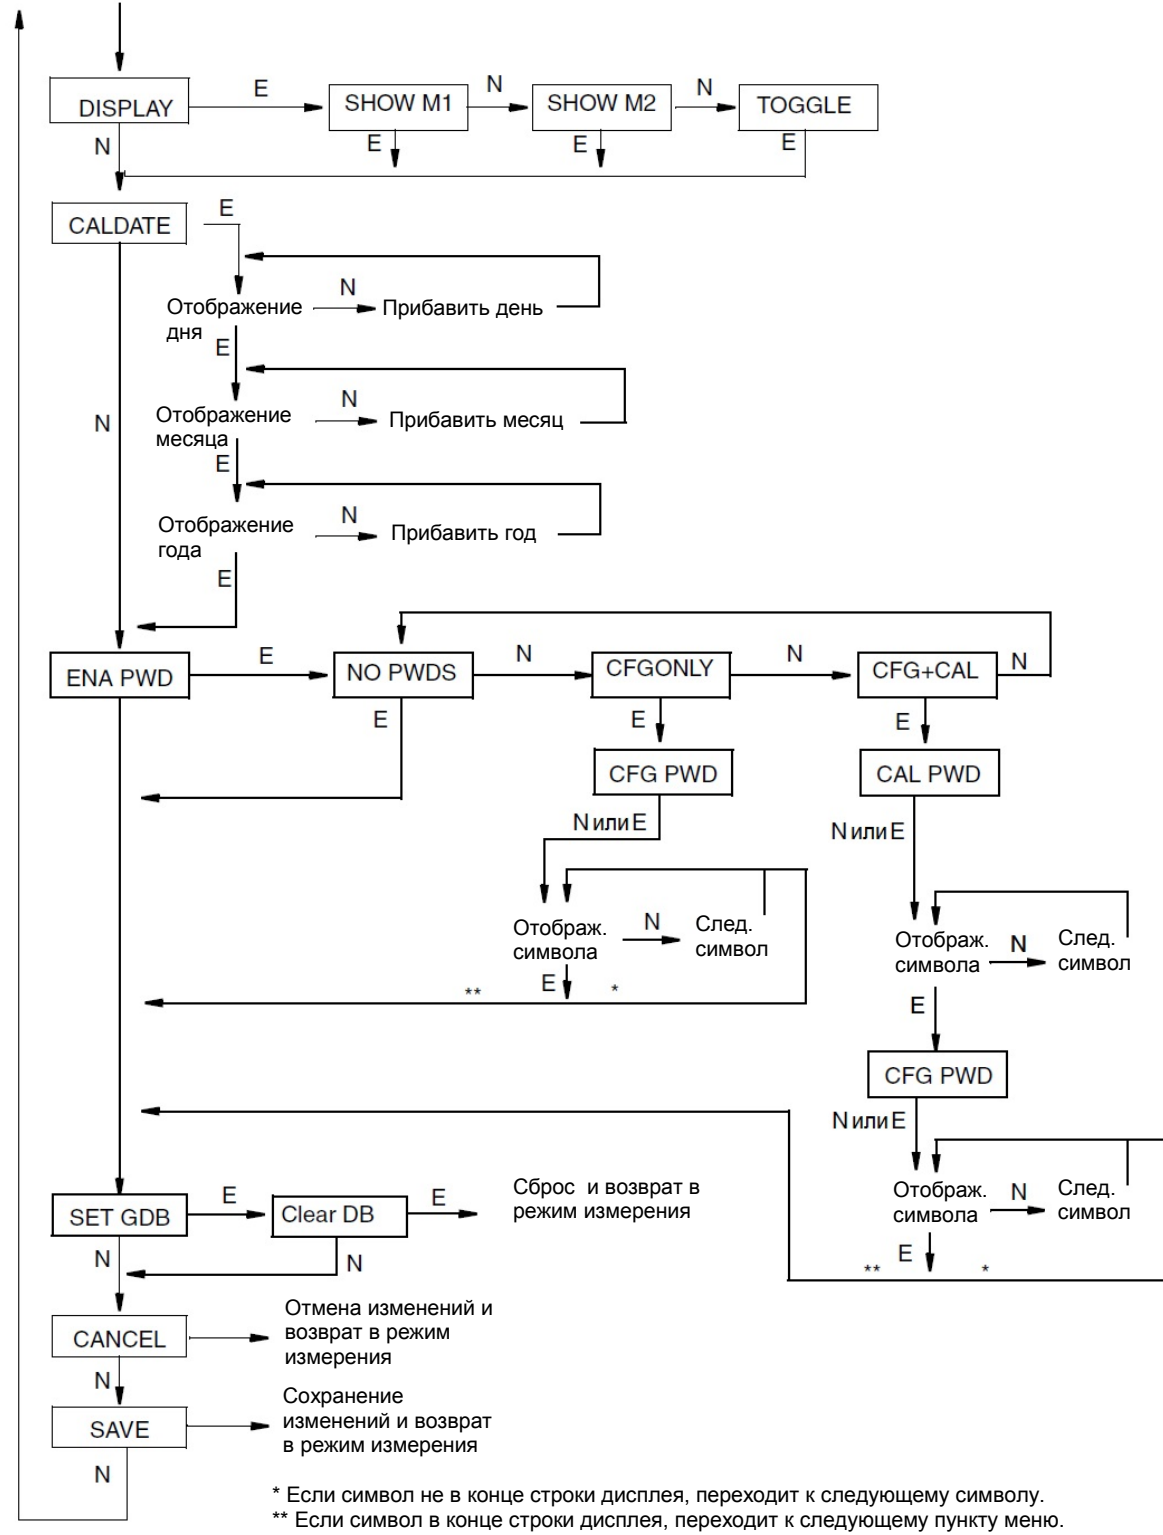 E
N
N
DISPLAY
SHOW M1
SHOW M2
TOGGLE
N
E
E
E
CALDATE
E
Отображение
дня
N
Прибавить день
E
Отображение
месяца
N
Прибавить месяц
N
E
Отображение
года
N
Прибавить год
E
ENA PWD
E
NO PWDS
N
CFGONLY
N
CFG+CAL
N
E
E
E
CFG PWD
CAL PWD
N или E
N или E
Отображ.
символа
N
След.
символ
Отображ.
символа
N
След.
символ
**
E
*
E
CFG PWD
N или E
SET GDB
E
Clear DB
E
Сброс и возврат в
режим измерения
Отображ.
символа
N
След.
символ
N
N
**
E
*
CANCEL
Отмена изменений и
возврат в режим
измерения
N
SAVE
Сохранение
изменений и возврат
в режим измерения
N
* Если символ не в конце строки дисплея, переходит к следующему символу.
** Если символ в конце строки дисплея, переходит к следующему пункту меню.